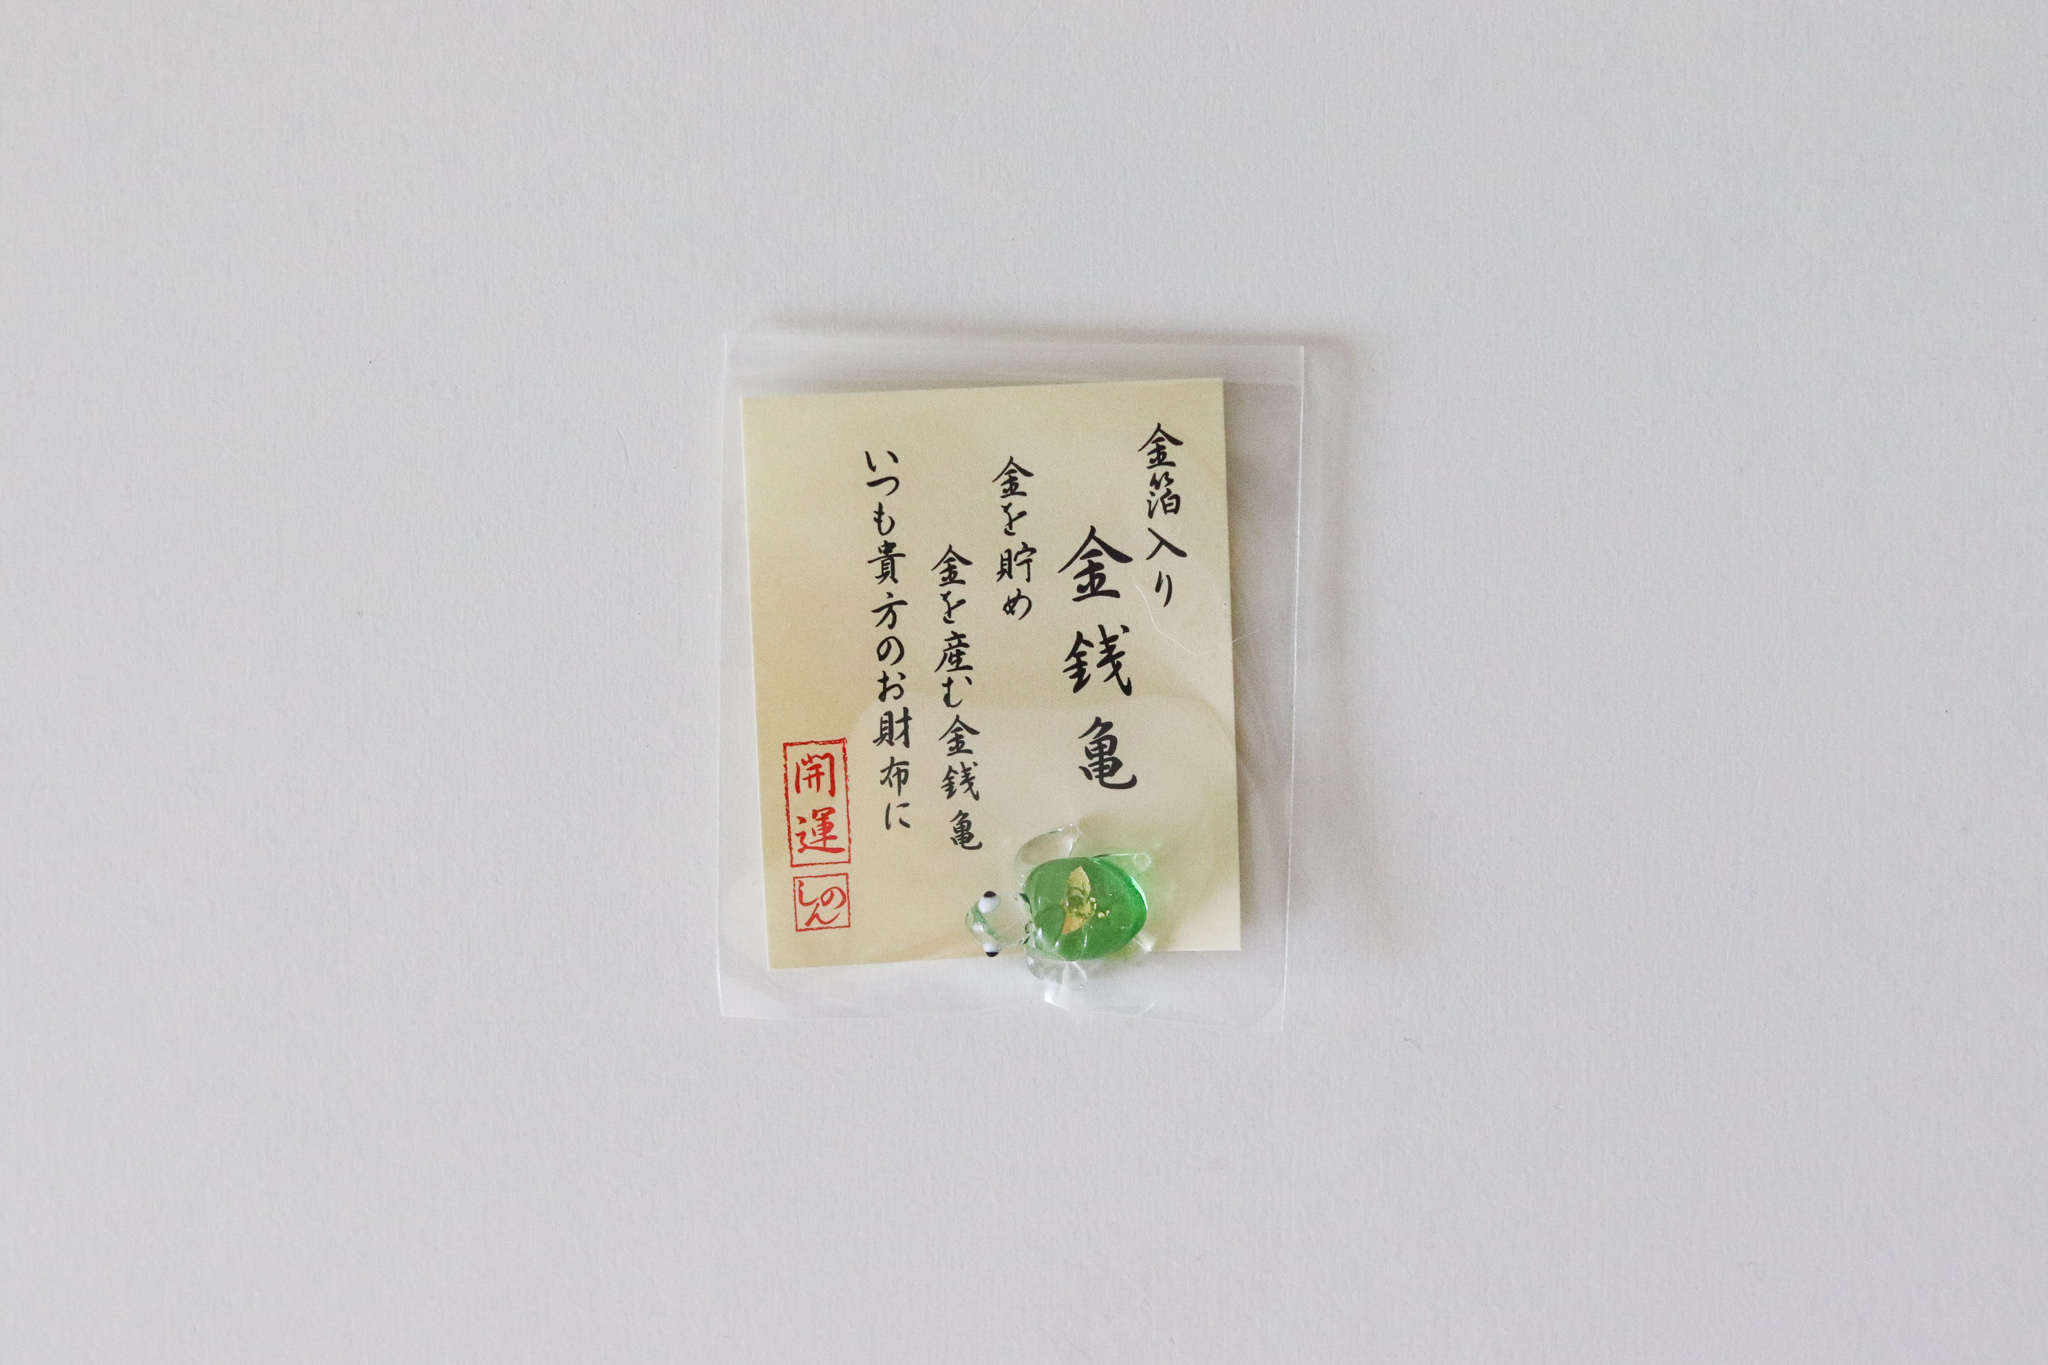 金箔入り
金銭亀
金を貯め
金を産む金銭亀
いつも貴方のお財布に
開運
しのん